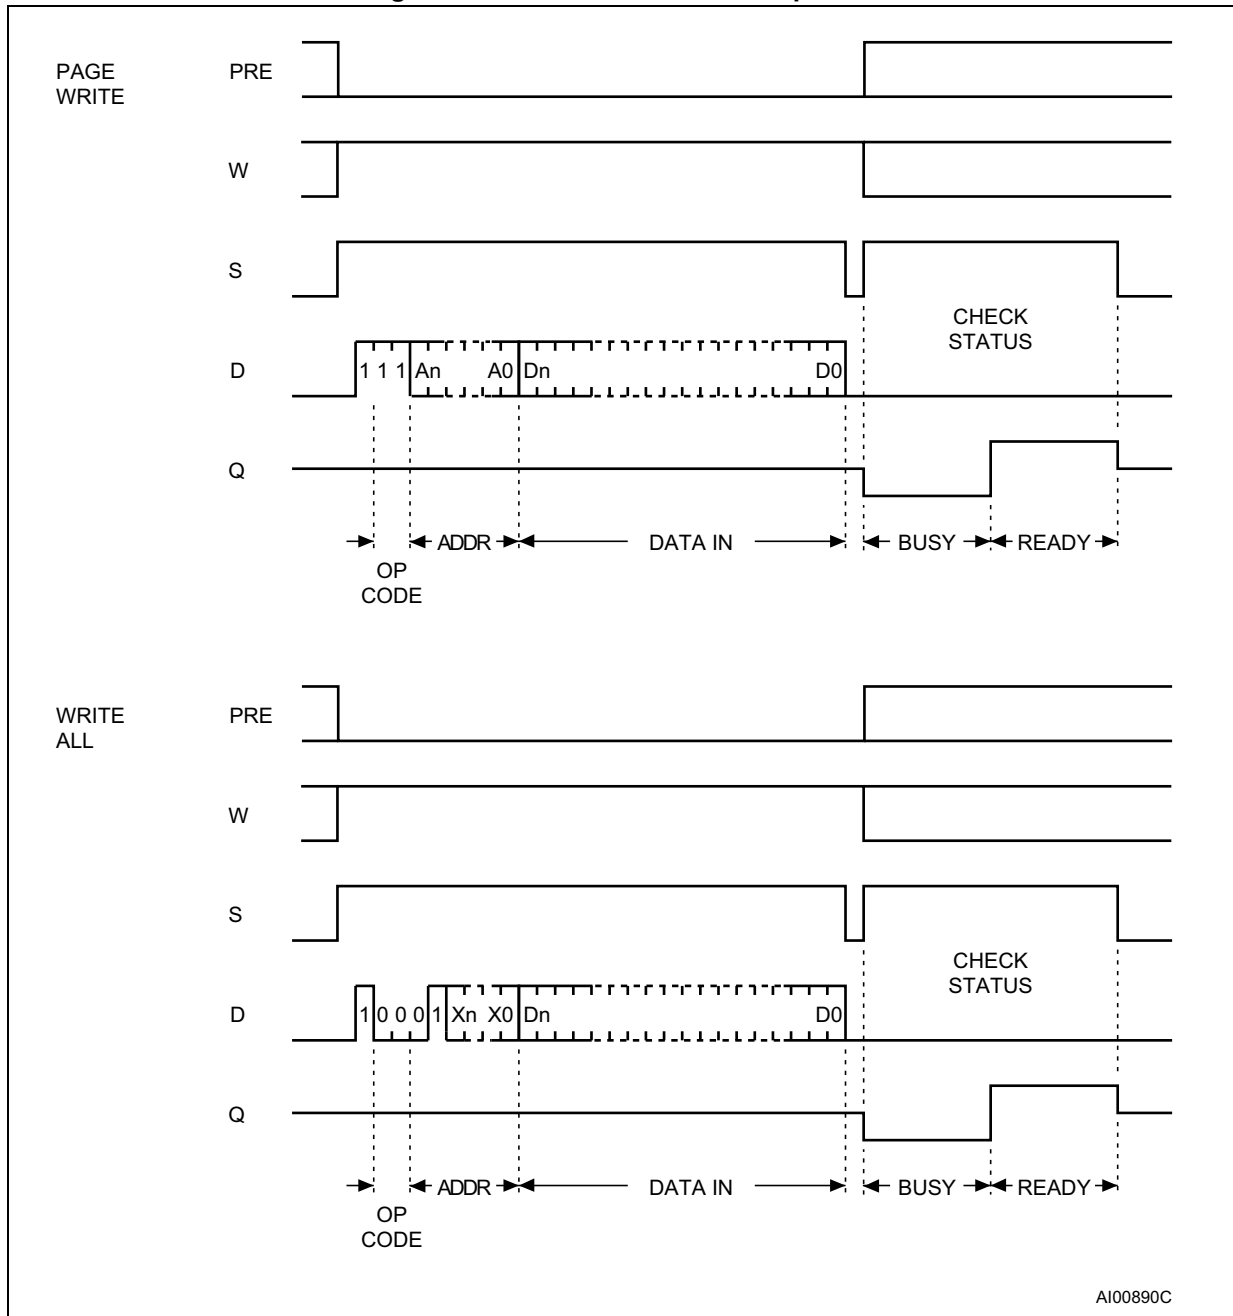 PAGE
WRITE
PRE
W
S
CHECK
STATUS
D
1 1 1 An A0 Dn D0
Q
ADDR DATA IN BUSY READY
OP
CODE
WRITE
ALL
PRE
W
S
CHECK
STATUS
D
1 0 0 0 1 Xn X0 Dn D0
Q
ADDR DATA IN BUSY READY
OP
CODE
AI00890C